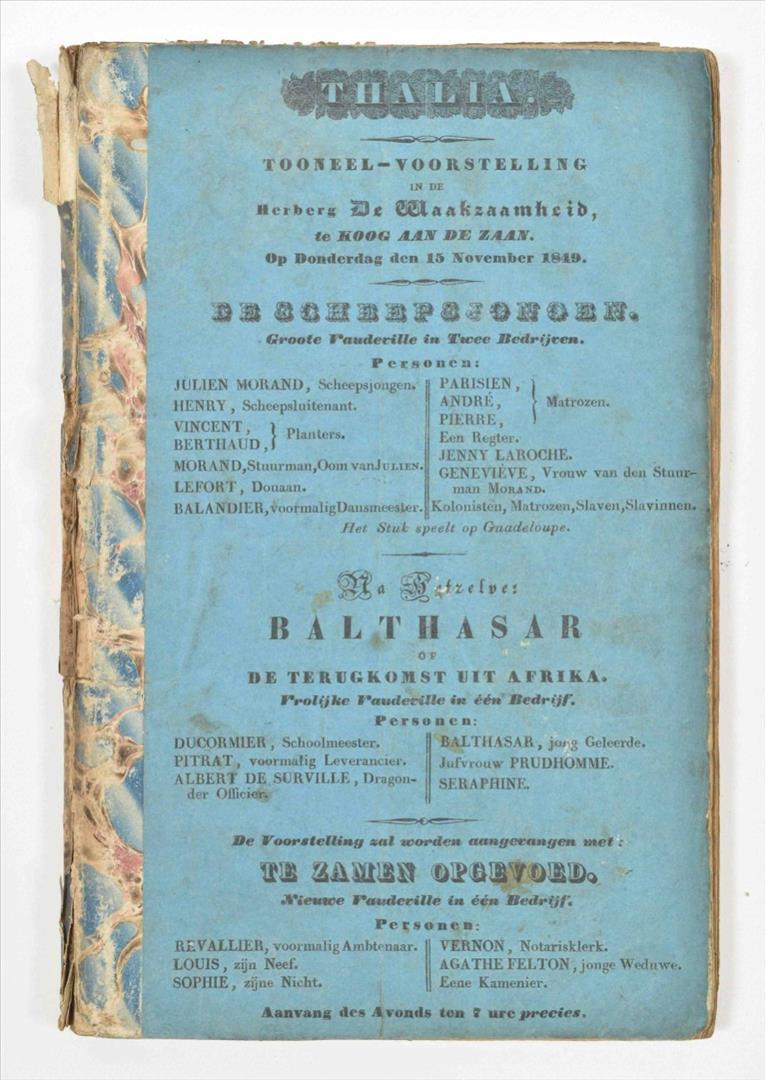 THALIA.
TOONEEL-VOORSTELLING
IN DE
Herberg De Waakzaamheid,
te KOOG AAN DE ZAAN.
Op Donderdag den 15 November 1849.
DE SCHEEPSJONGEN.
Groote Vaudeville in Twee Bedrijven.
Personen:
JULIEN MORAND, Scheepsjongen.
HENRY, Scheepsluitenant.
VINCENT,
BERTHAUD, } Planters.
MORAND, Stuurman, Oom van JULIEN.
LEFORT, Douaan.
BALANDIER, voormalig Dansmeester.
PARISIEN,
ANDRÉ, } Matrozen.
PIERRE,
Een Regter.
JENNY LAROCHE.
GENEVIÉVE, Vrouw van den Stuur-
man MORAND.
Kolonisten, Matrozen, Slaven, Slavinnen.
Het Stuk speelt op Guadeloupe.
Na Hetzelve:
BALTHASAR
OF
DE TERUGKOMST UIT AFRIKA.
Vrolijke Vaudeville in één Bedrijf.
Personen:
DUCORMIER, Schoolmeester.
PITRAT, voormalig Leverancier.
ALBERT DE SURVILLE, Dragon-
der Officier.
BALTHASAR, jong Geleerde.
Jufvrouw PRUDHOMME.
SERAPHINE.
De Voorstelling zal worden aangevangen met:
TE ZAMEN OPGEVOED.
Nieuwe Vaudeville in één Bedrijf.
Personen:
REVALLIER, voormalig Ambtenaar.
LOUIS, zijn Neef.
SOPHIE, zijne Nicht.
VERNON, Notarisklerk.
AGATHE FELTON, jonge Weduwe.
Eene Kamenier.
Aanvang des Avonds ten 7 ure precies.